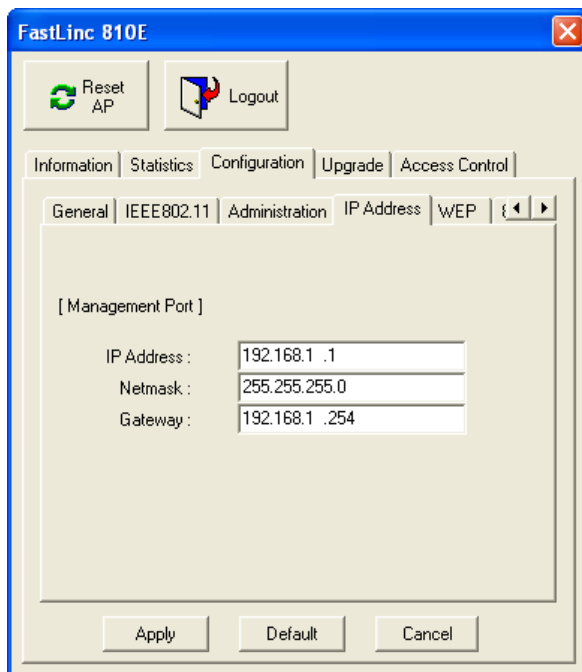 FastLinc 810E
Reset
AP
Logout
Information Statistics Configuration Upgrade Access Control
General IEEE802.11 Administration IP Address WEP
[ Management Port ]
IP Address : 192.168.1 .1
Netmask : 255.255.255.0
Gateway : 192.168.1 .254
Apply Default Cancel